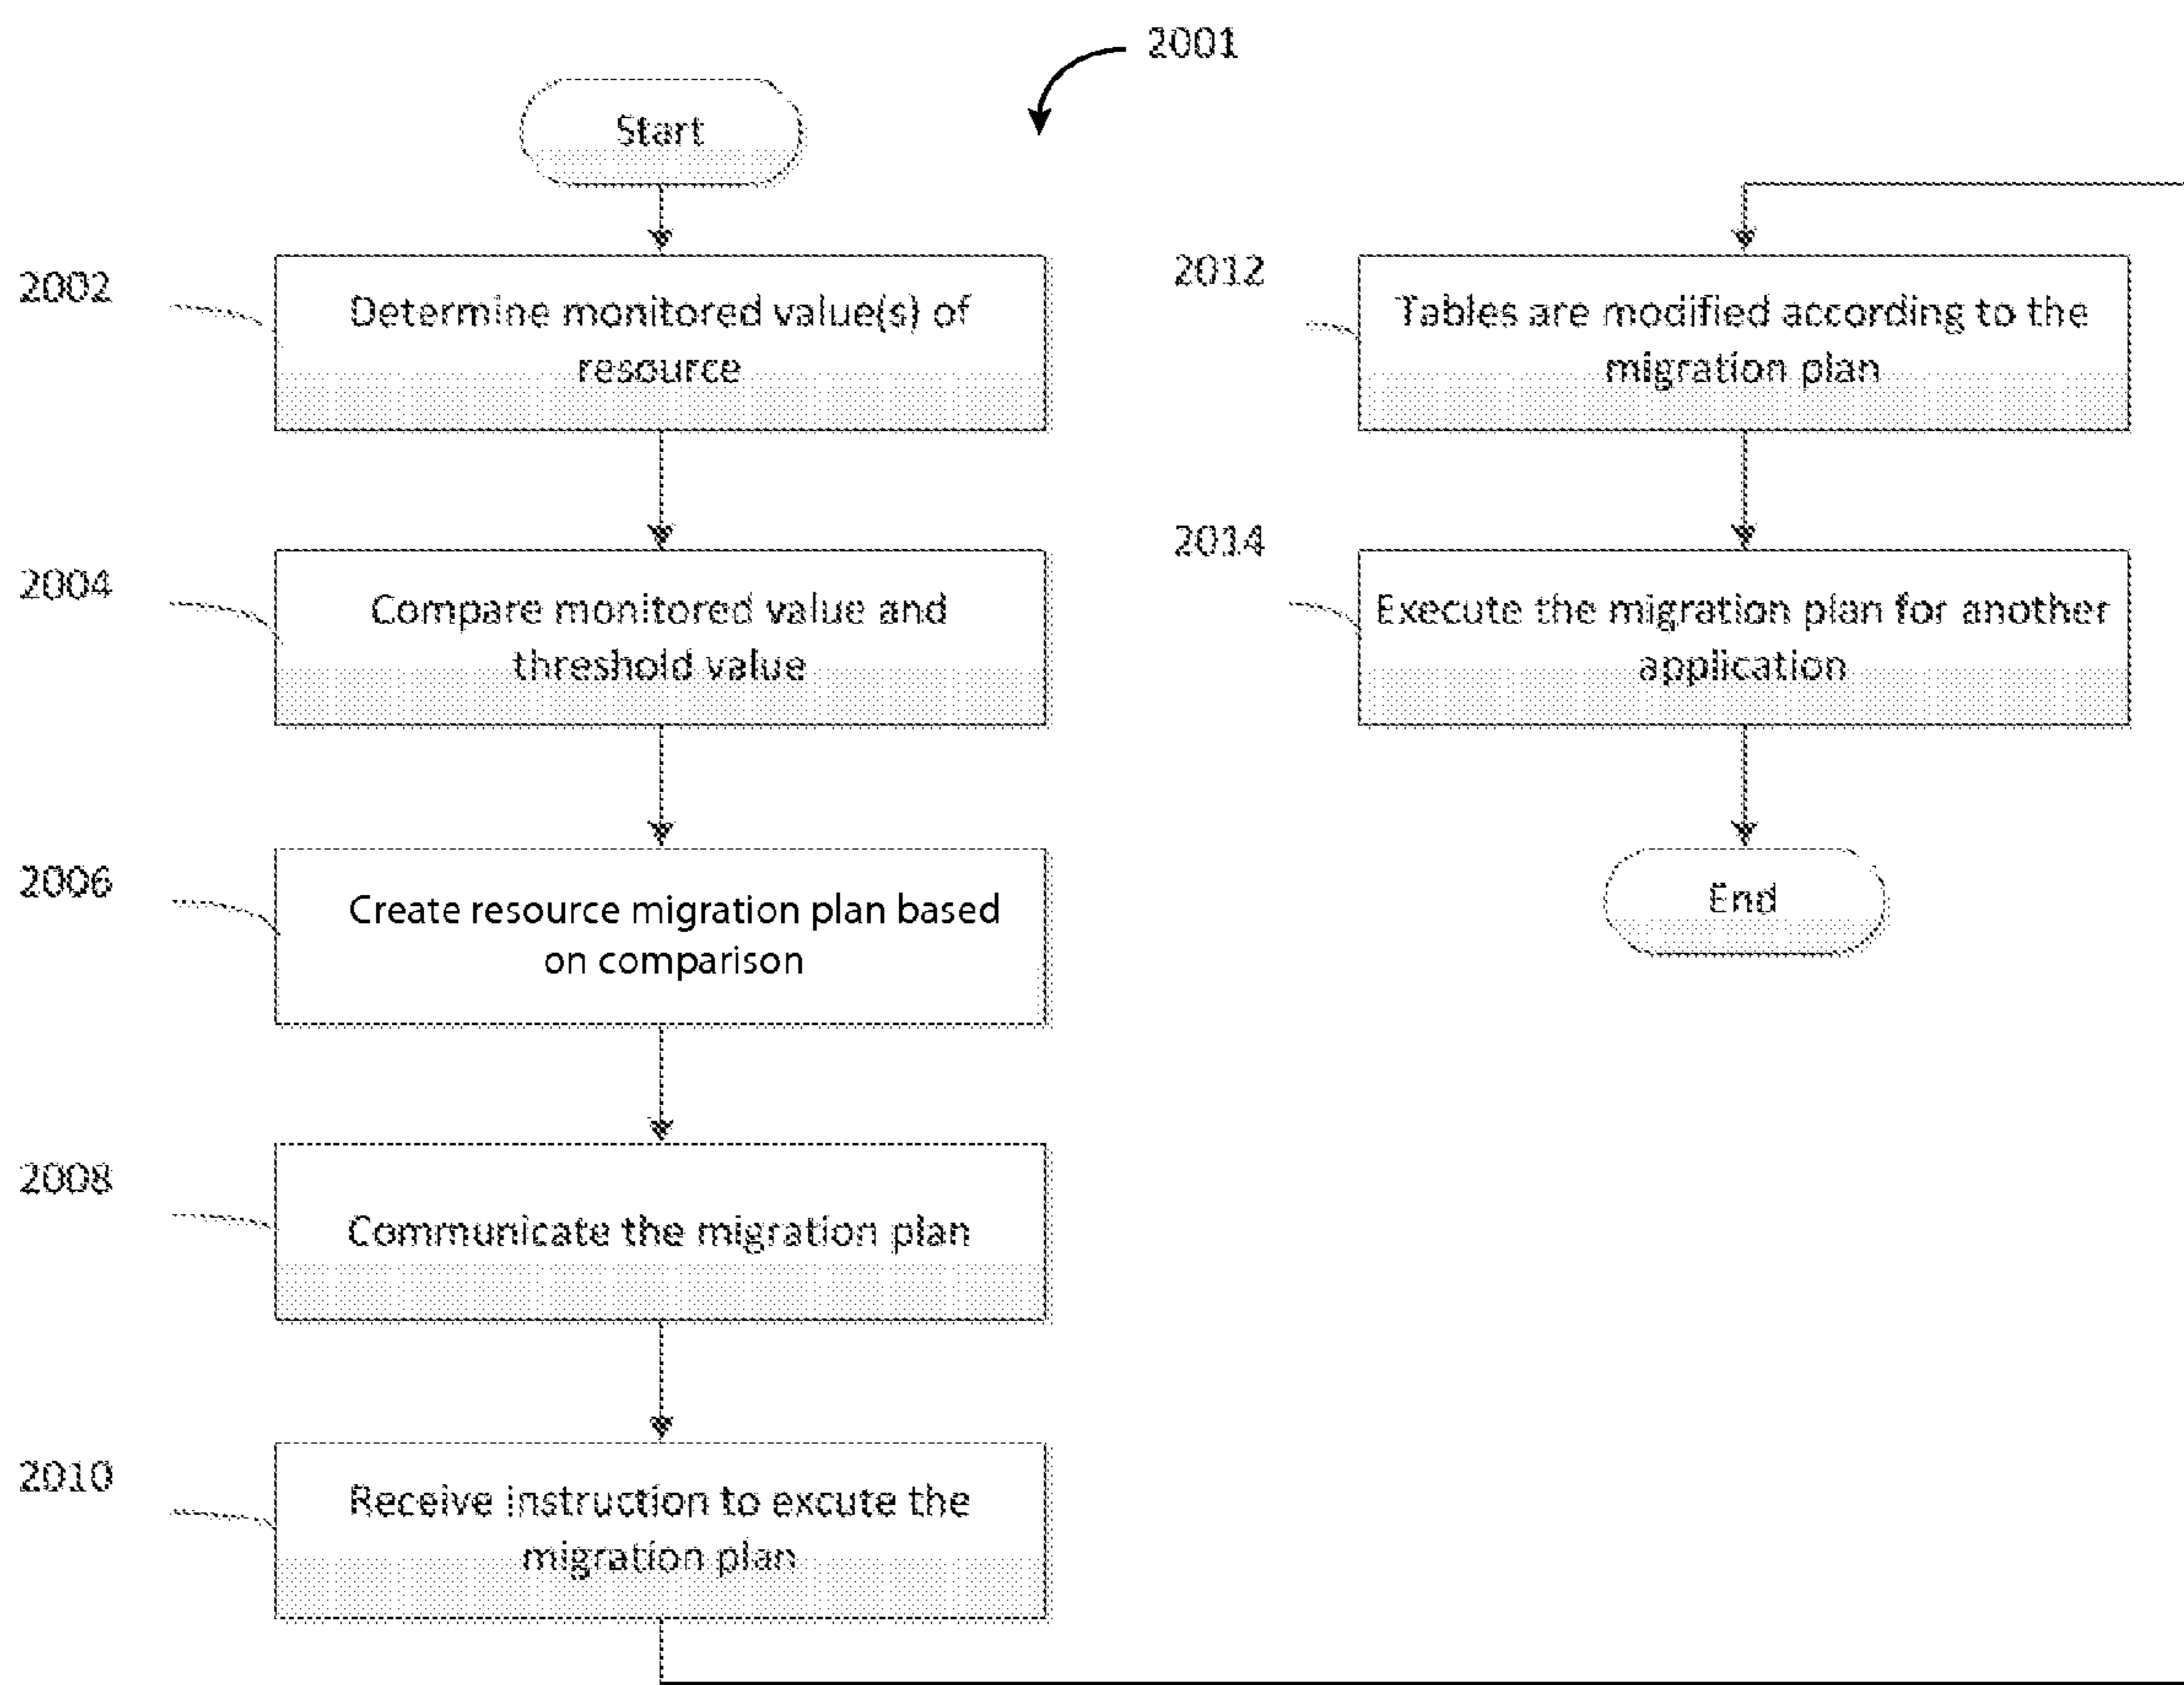 2001
Start
2002
Determine monitored value(s) of
resource
2004
Compare monitored value and
threshold value
2006
Create resource migration plan based
on comparison
2008
Communicate the migration plan
2010
Receive instruction to excute the
migration plan
2012
Tables are modified according to the
migration plan
2014
Execute the migration plan for another
application
End